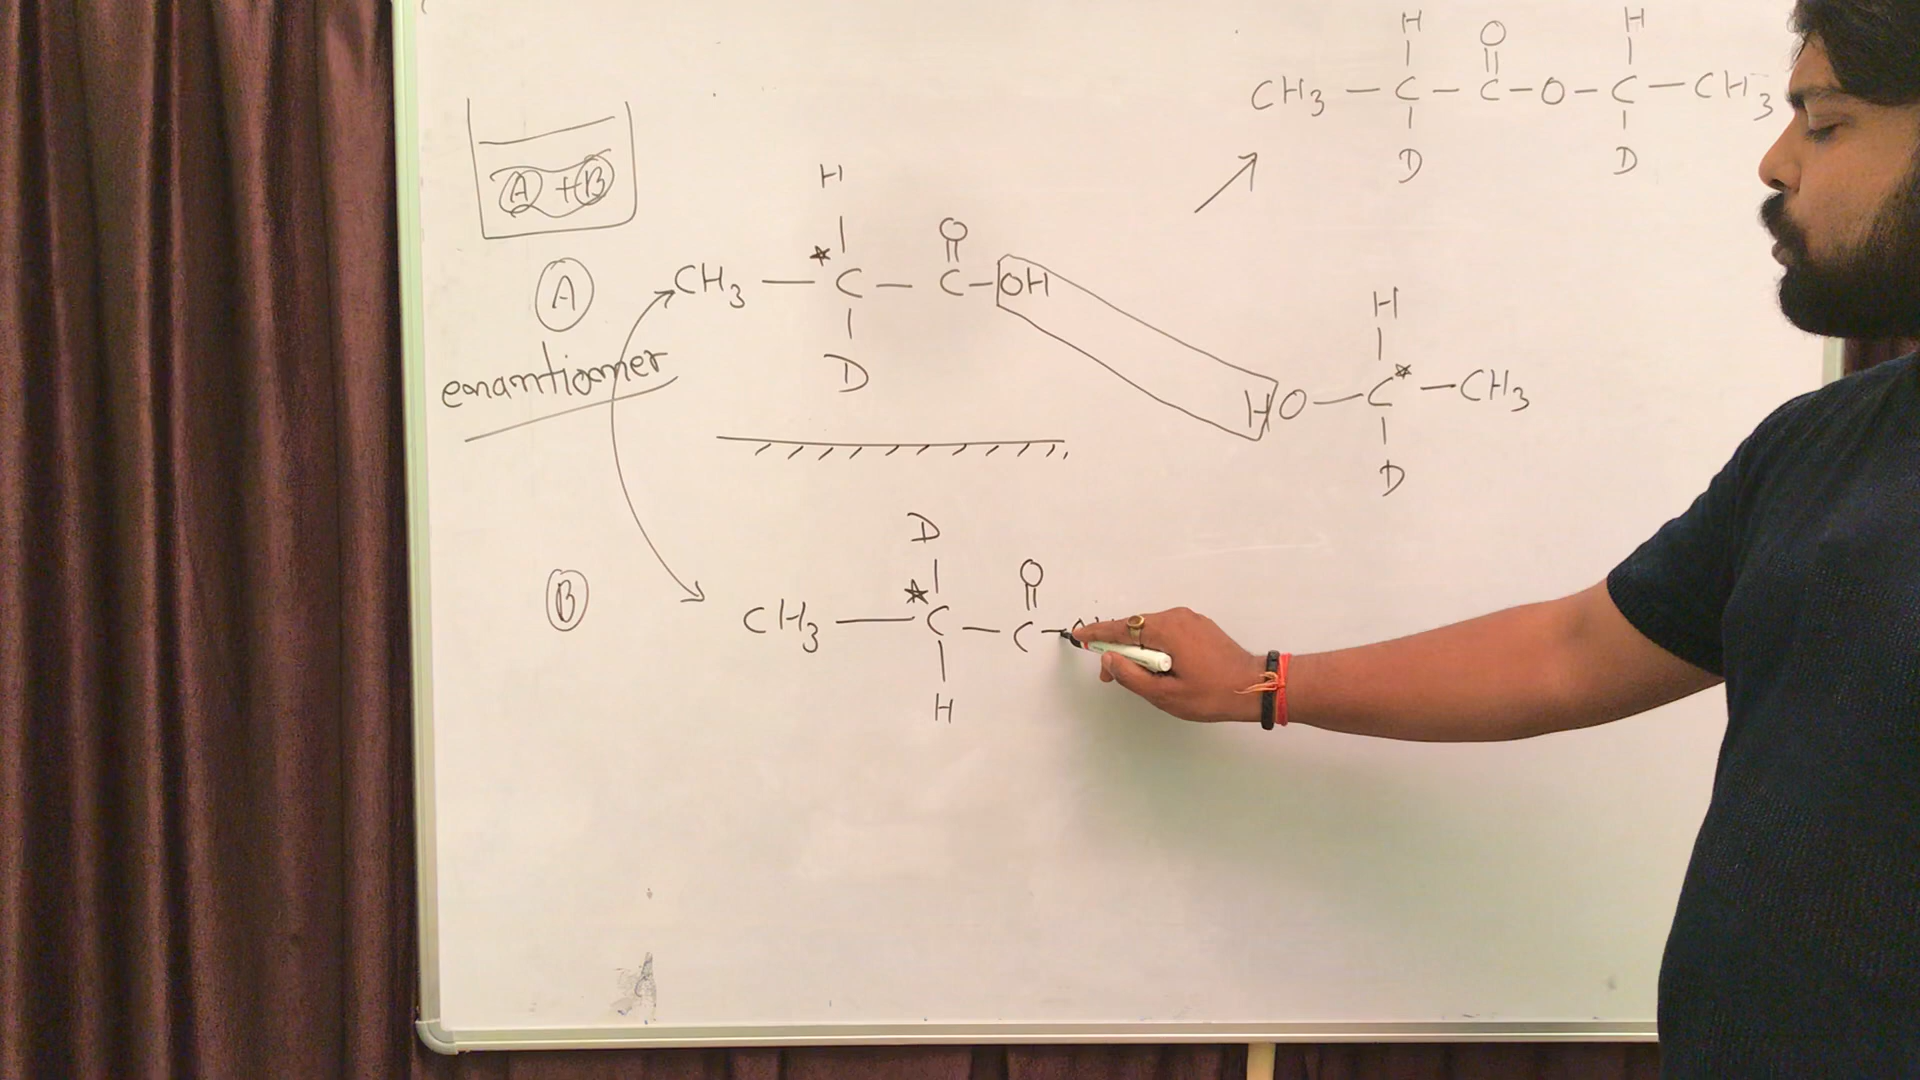 H O H
CH3 — C — C — O — C — CH3
D D
A + B
H
O
A CH3 — *C — C — OH
D
enantiomer
H
HO — C* — CH3
D
D
O
B CH3 — *C — C —
H